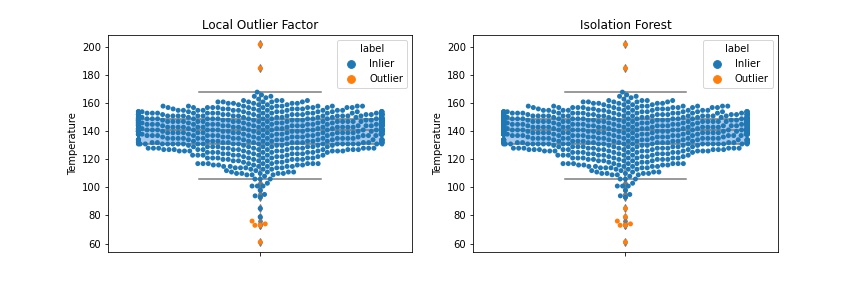 Local Outlier Factor
Temperature
200
180
160
140
120
100
80
60
label
Inlier
Outlier
Isolation Forest
Temperature
200
180
160
140
120
100
80
60
label
Inlier
Outlier